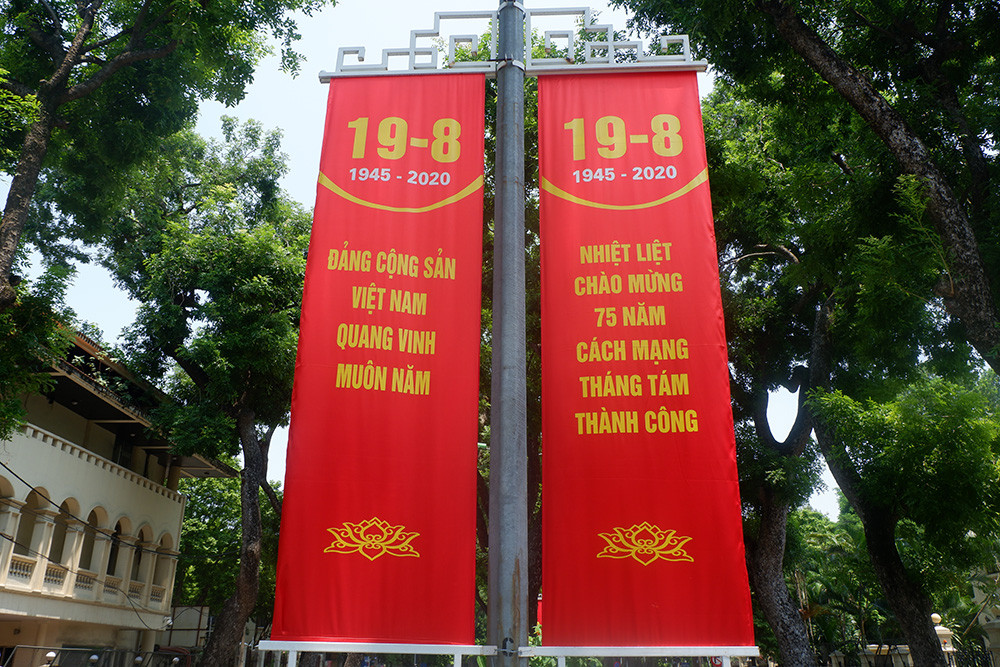 19-8
1945 - 2020
ĐẢNG CỘNG SẢN
VIỆT NAM
QUANG VINH
MUÔN NĂM
19-8
1945 - 2020
NHIỆT LIỆT
CHÀO MỪNG
75 NĂM
CÁCH MẠNG
THÁNG TÁM
THÀNH CÔNG